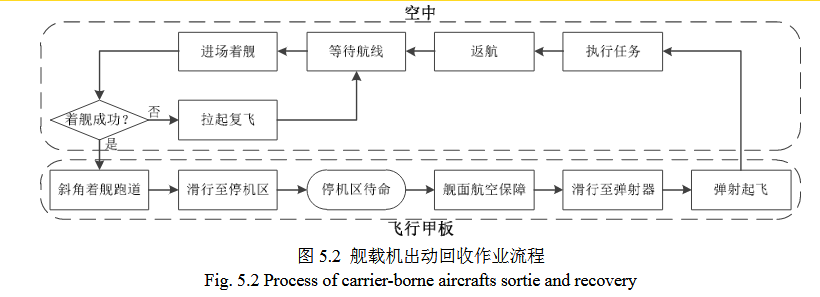 空中
进场着舰
等待航线
返航
执行任务
着舰成功？
否
拉起复飞
是
斜角着舰跑道
滑行至停机区
停机区待命
舰面航空保障
滑行至弹射器
弹射起飞
飞行甲板
图 5.2 舰载机出动回收作业流程
Fig. 5.2 Process of carrier-borne aircrafts sortie and recovery